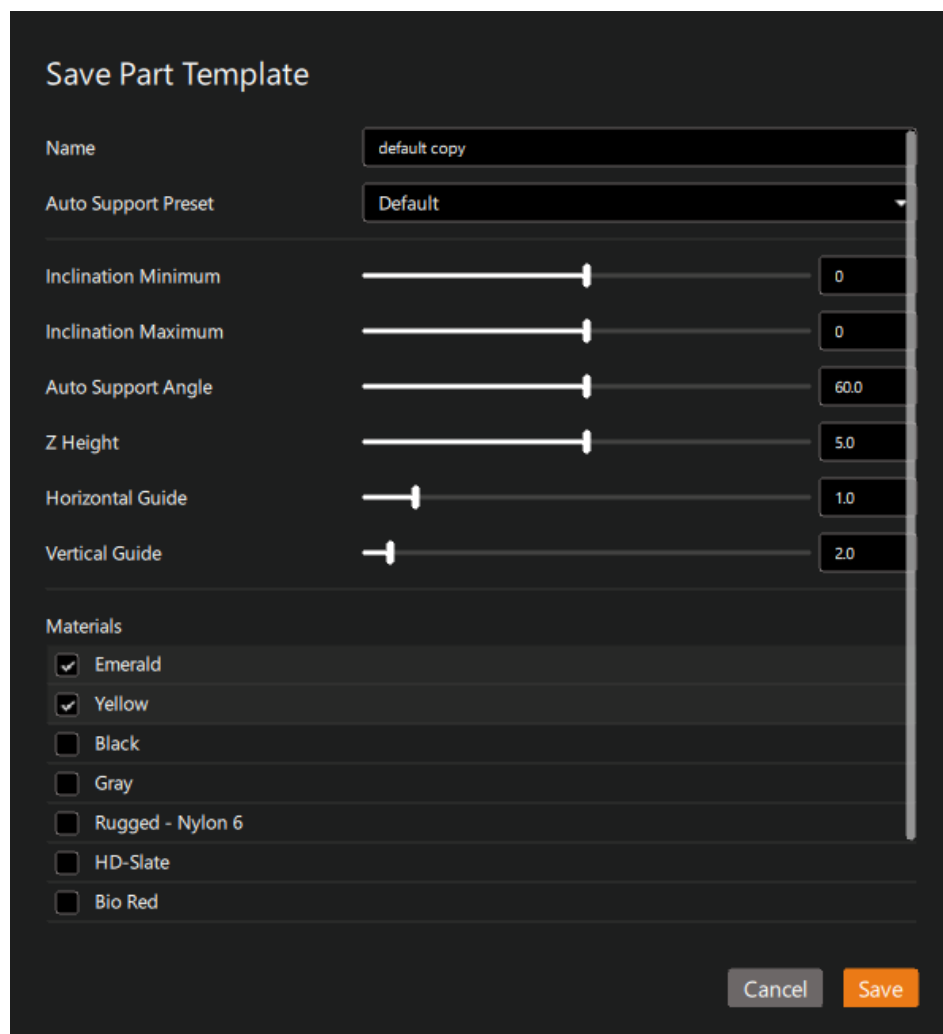 Save Part Template
Name default copy
Auto Support Preset Default
Inclination Minimum 0
Inclination Maximum 0
Auto Support Angle 60.0
Z Height 5.0
Horizontal Guide 1.0
Vertical Guide 2.0
Materials
Emerald
Yellow
Black
Gray
Rugged - Nylon 6
HD-Slate
Bio Red
Cancel Save